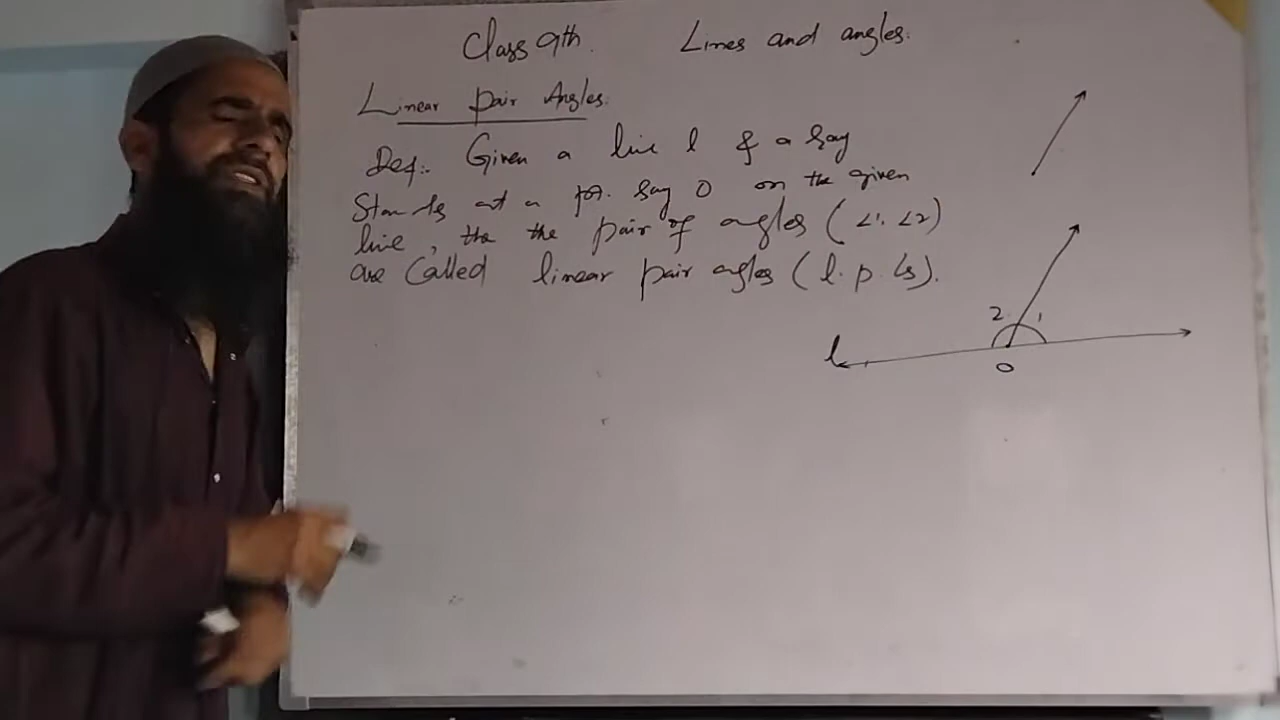 Class 9th. Lines and angles.
Linear pair Angles.
Def:- Given a line l & a Ray
Stands at a pt. say O on the given
line, the the pair of angles (∠1, ∠2)
are Called linear pair angles (l. p. ∠s).
2 1
l
O